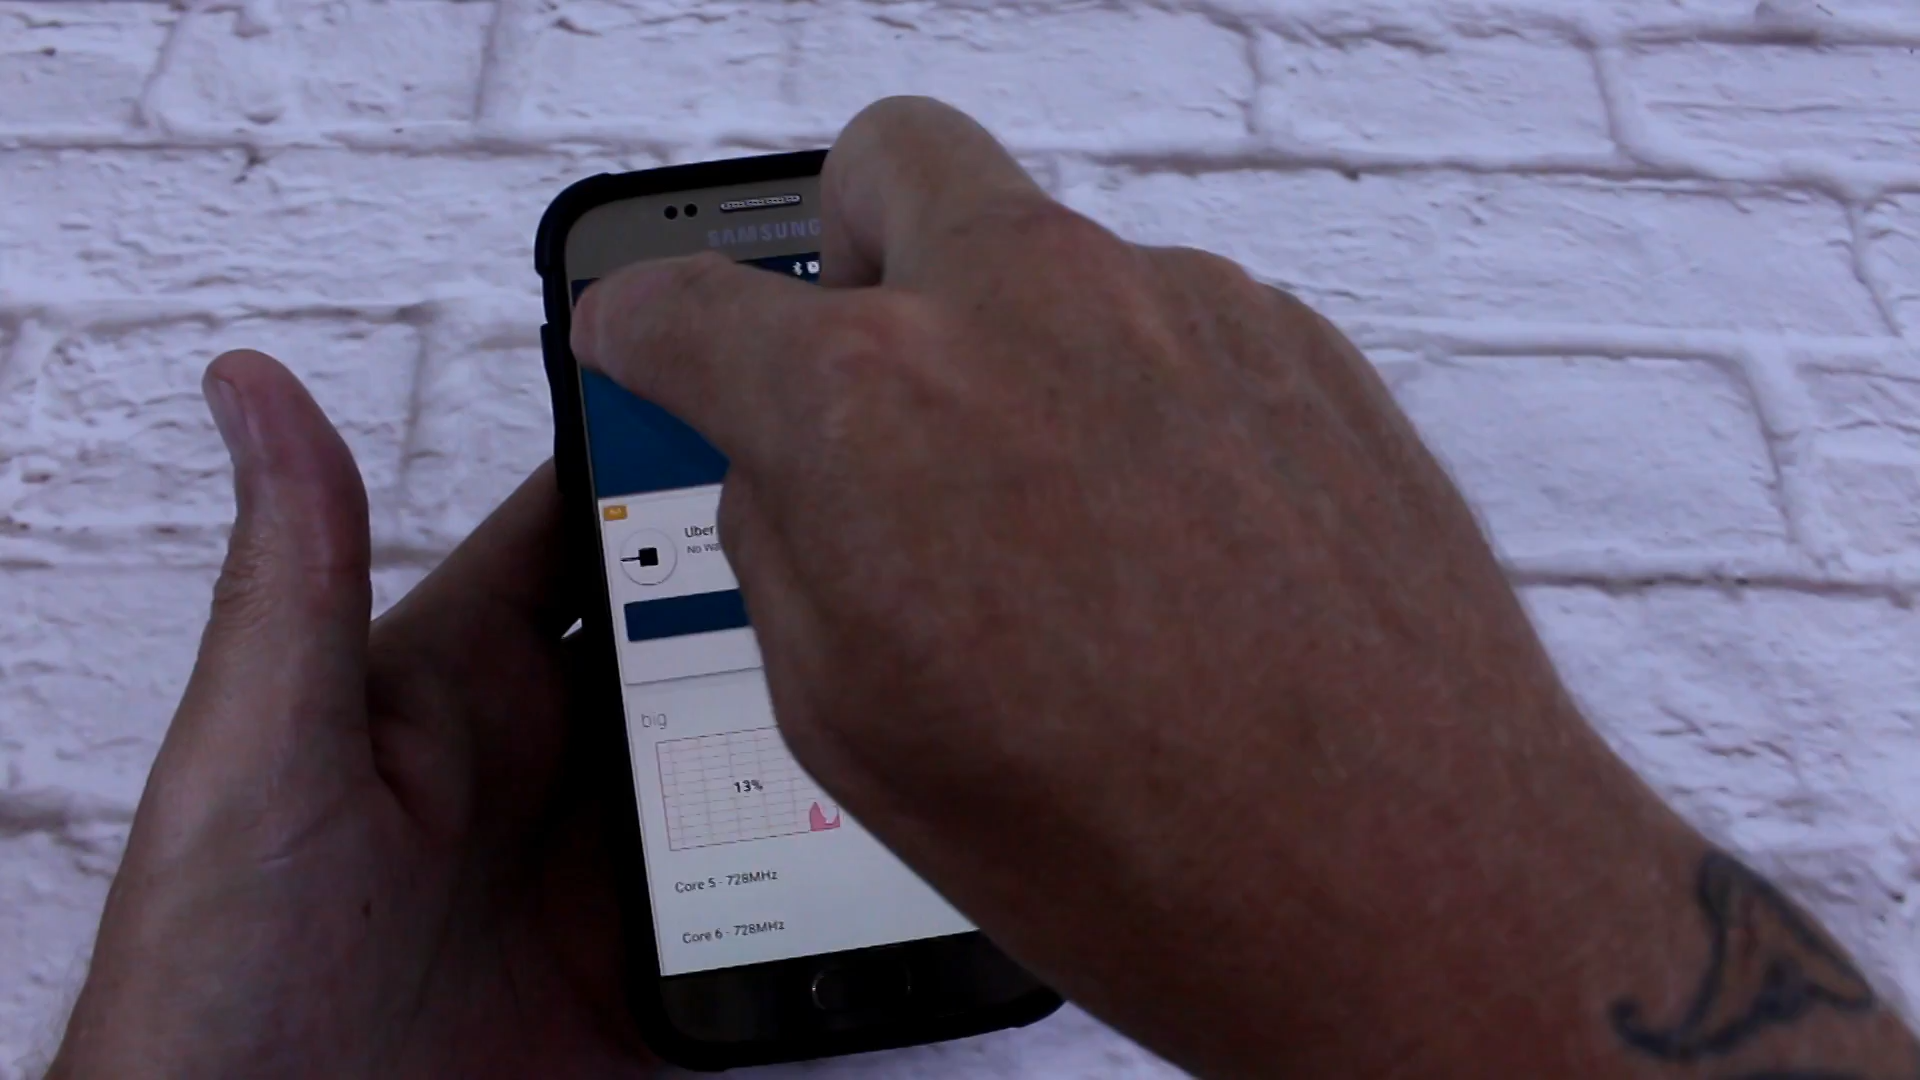 SAMSUNG
Uber
No
big
13%
Core 5 - 728MHz
Core 6 - 728MHz